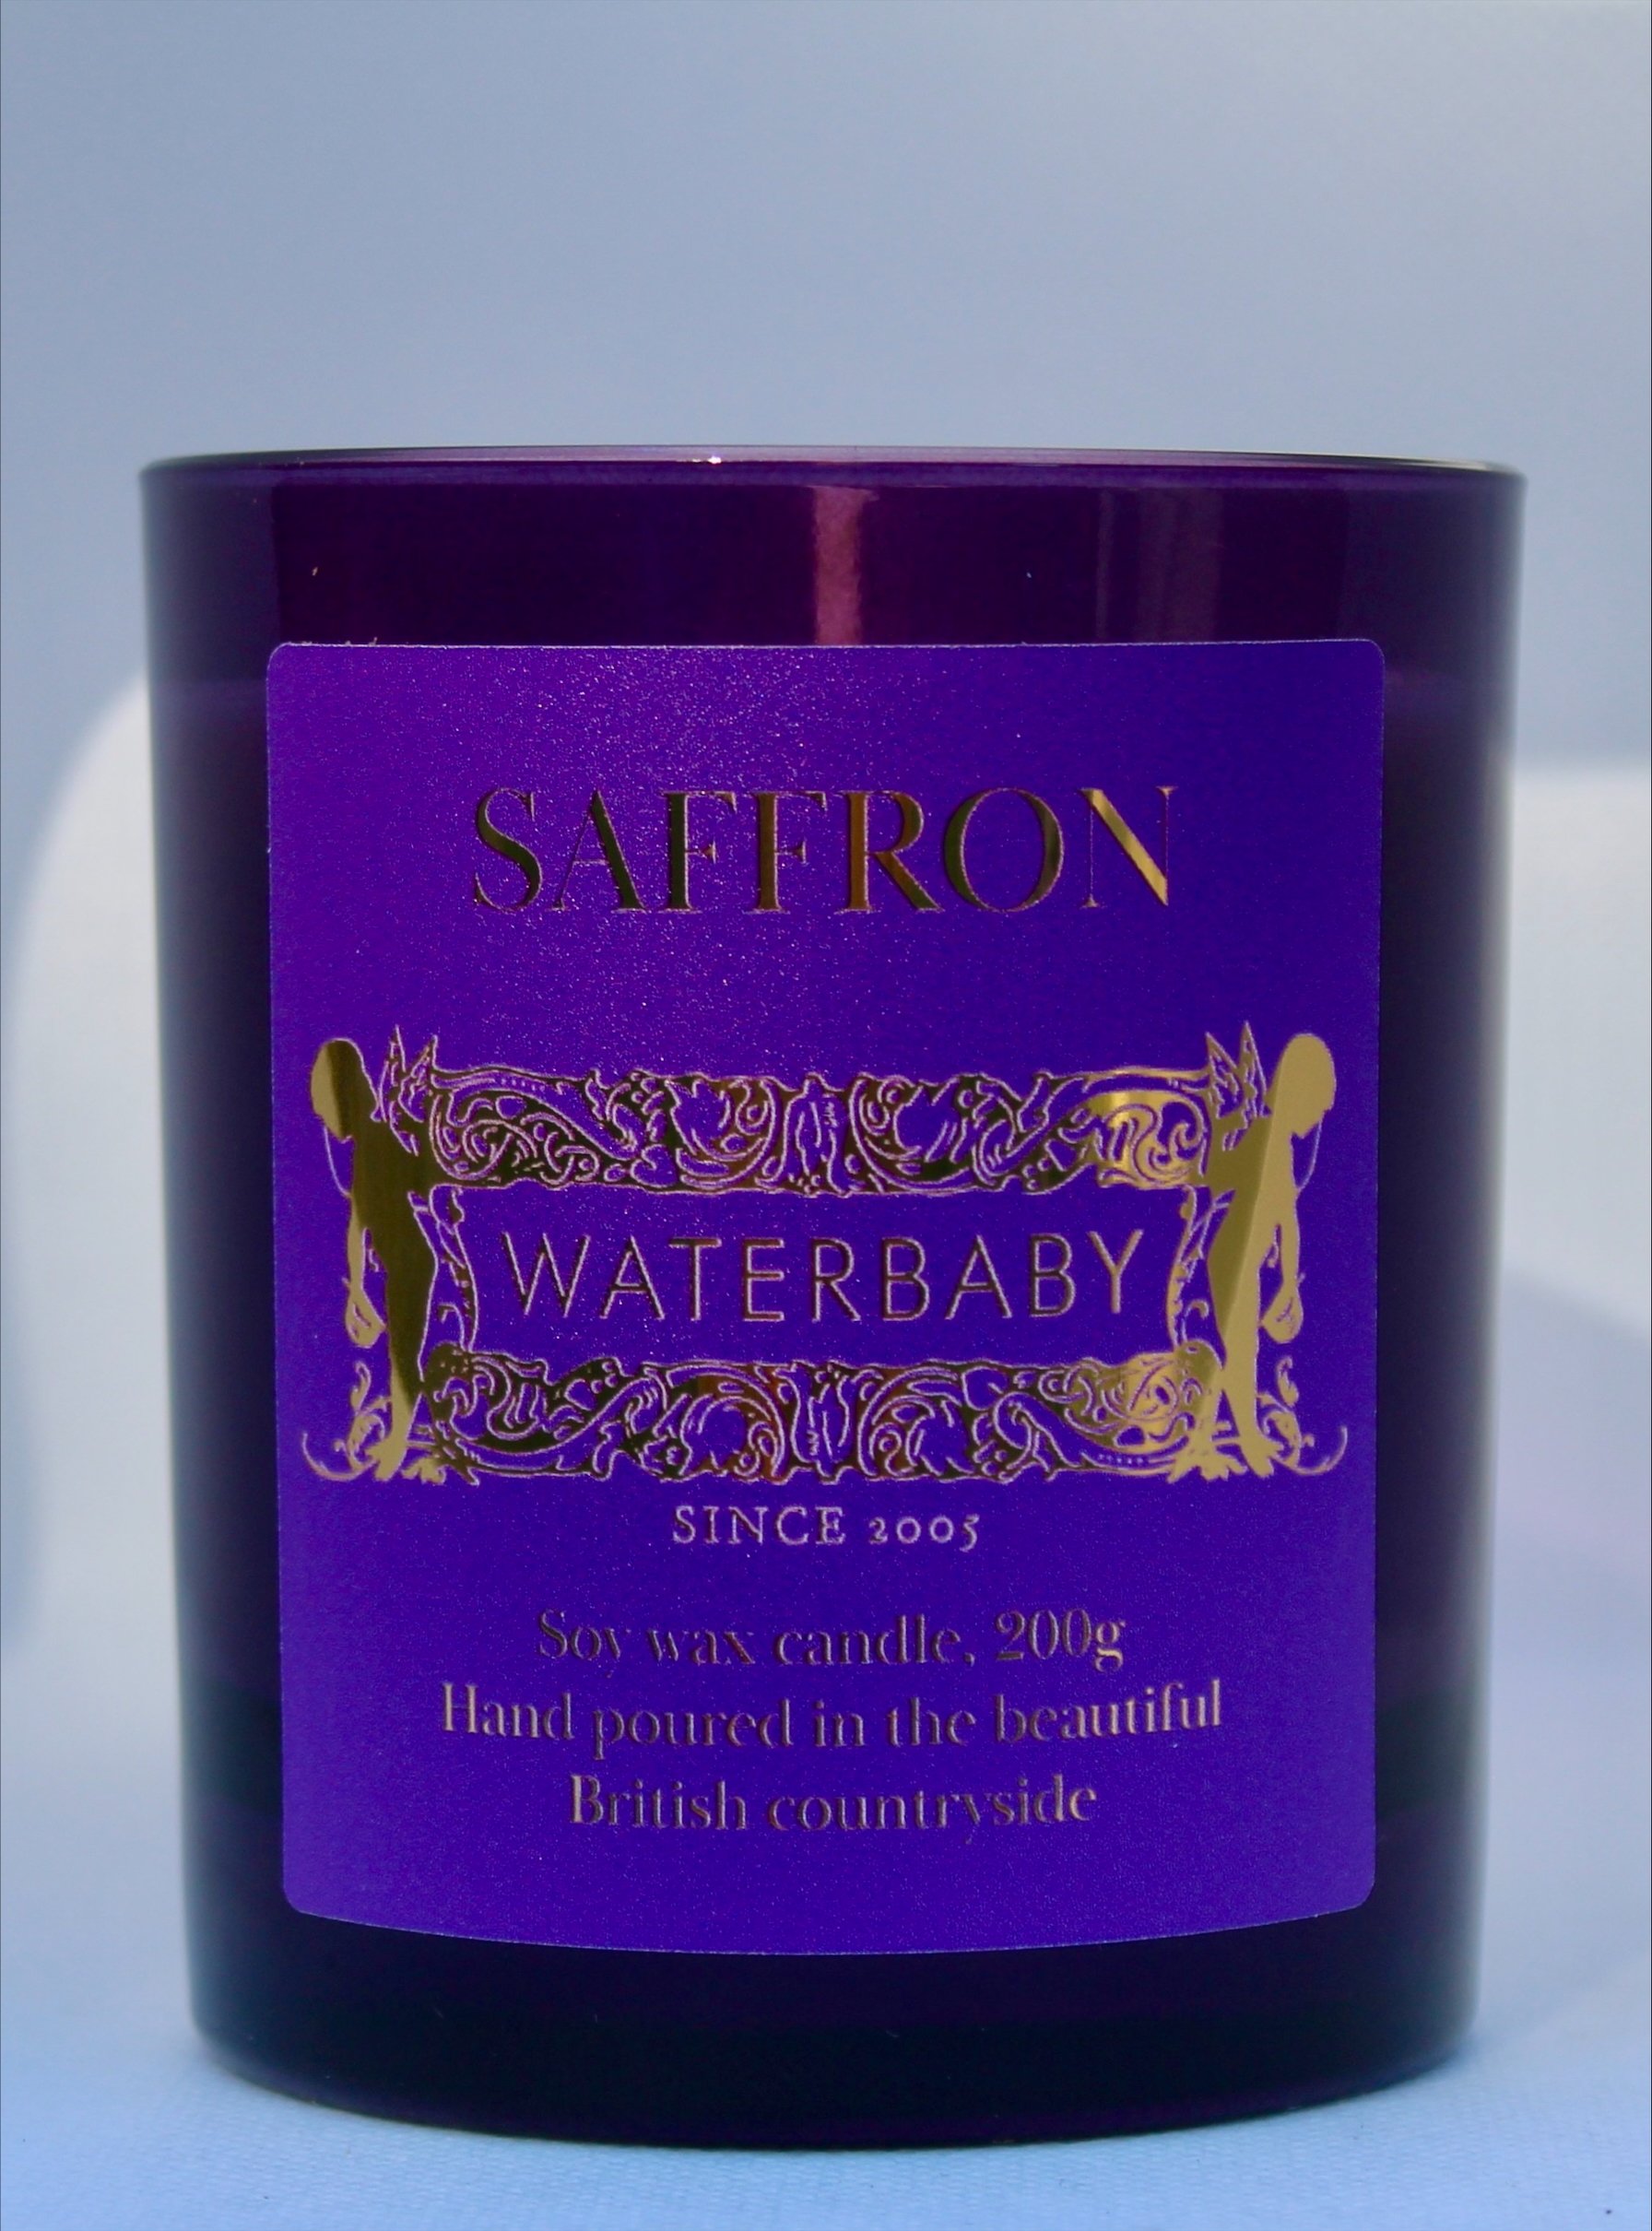 SAFFRON
WATERBABY
SINCE 2005
Soy wax candle, 200g
Hand poured in the beautiful
British countryside